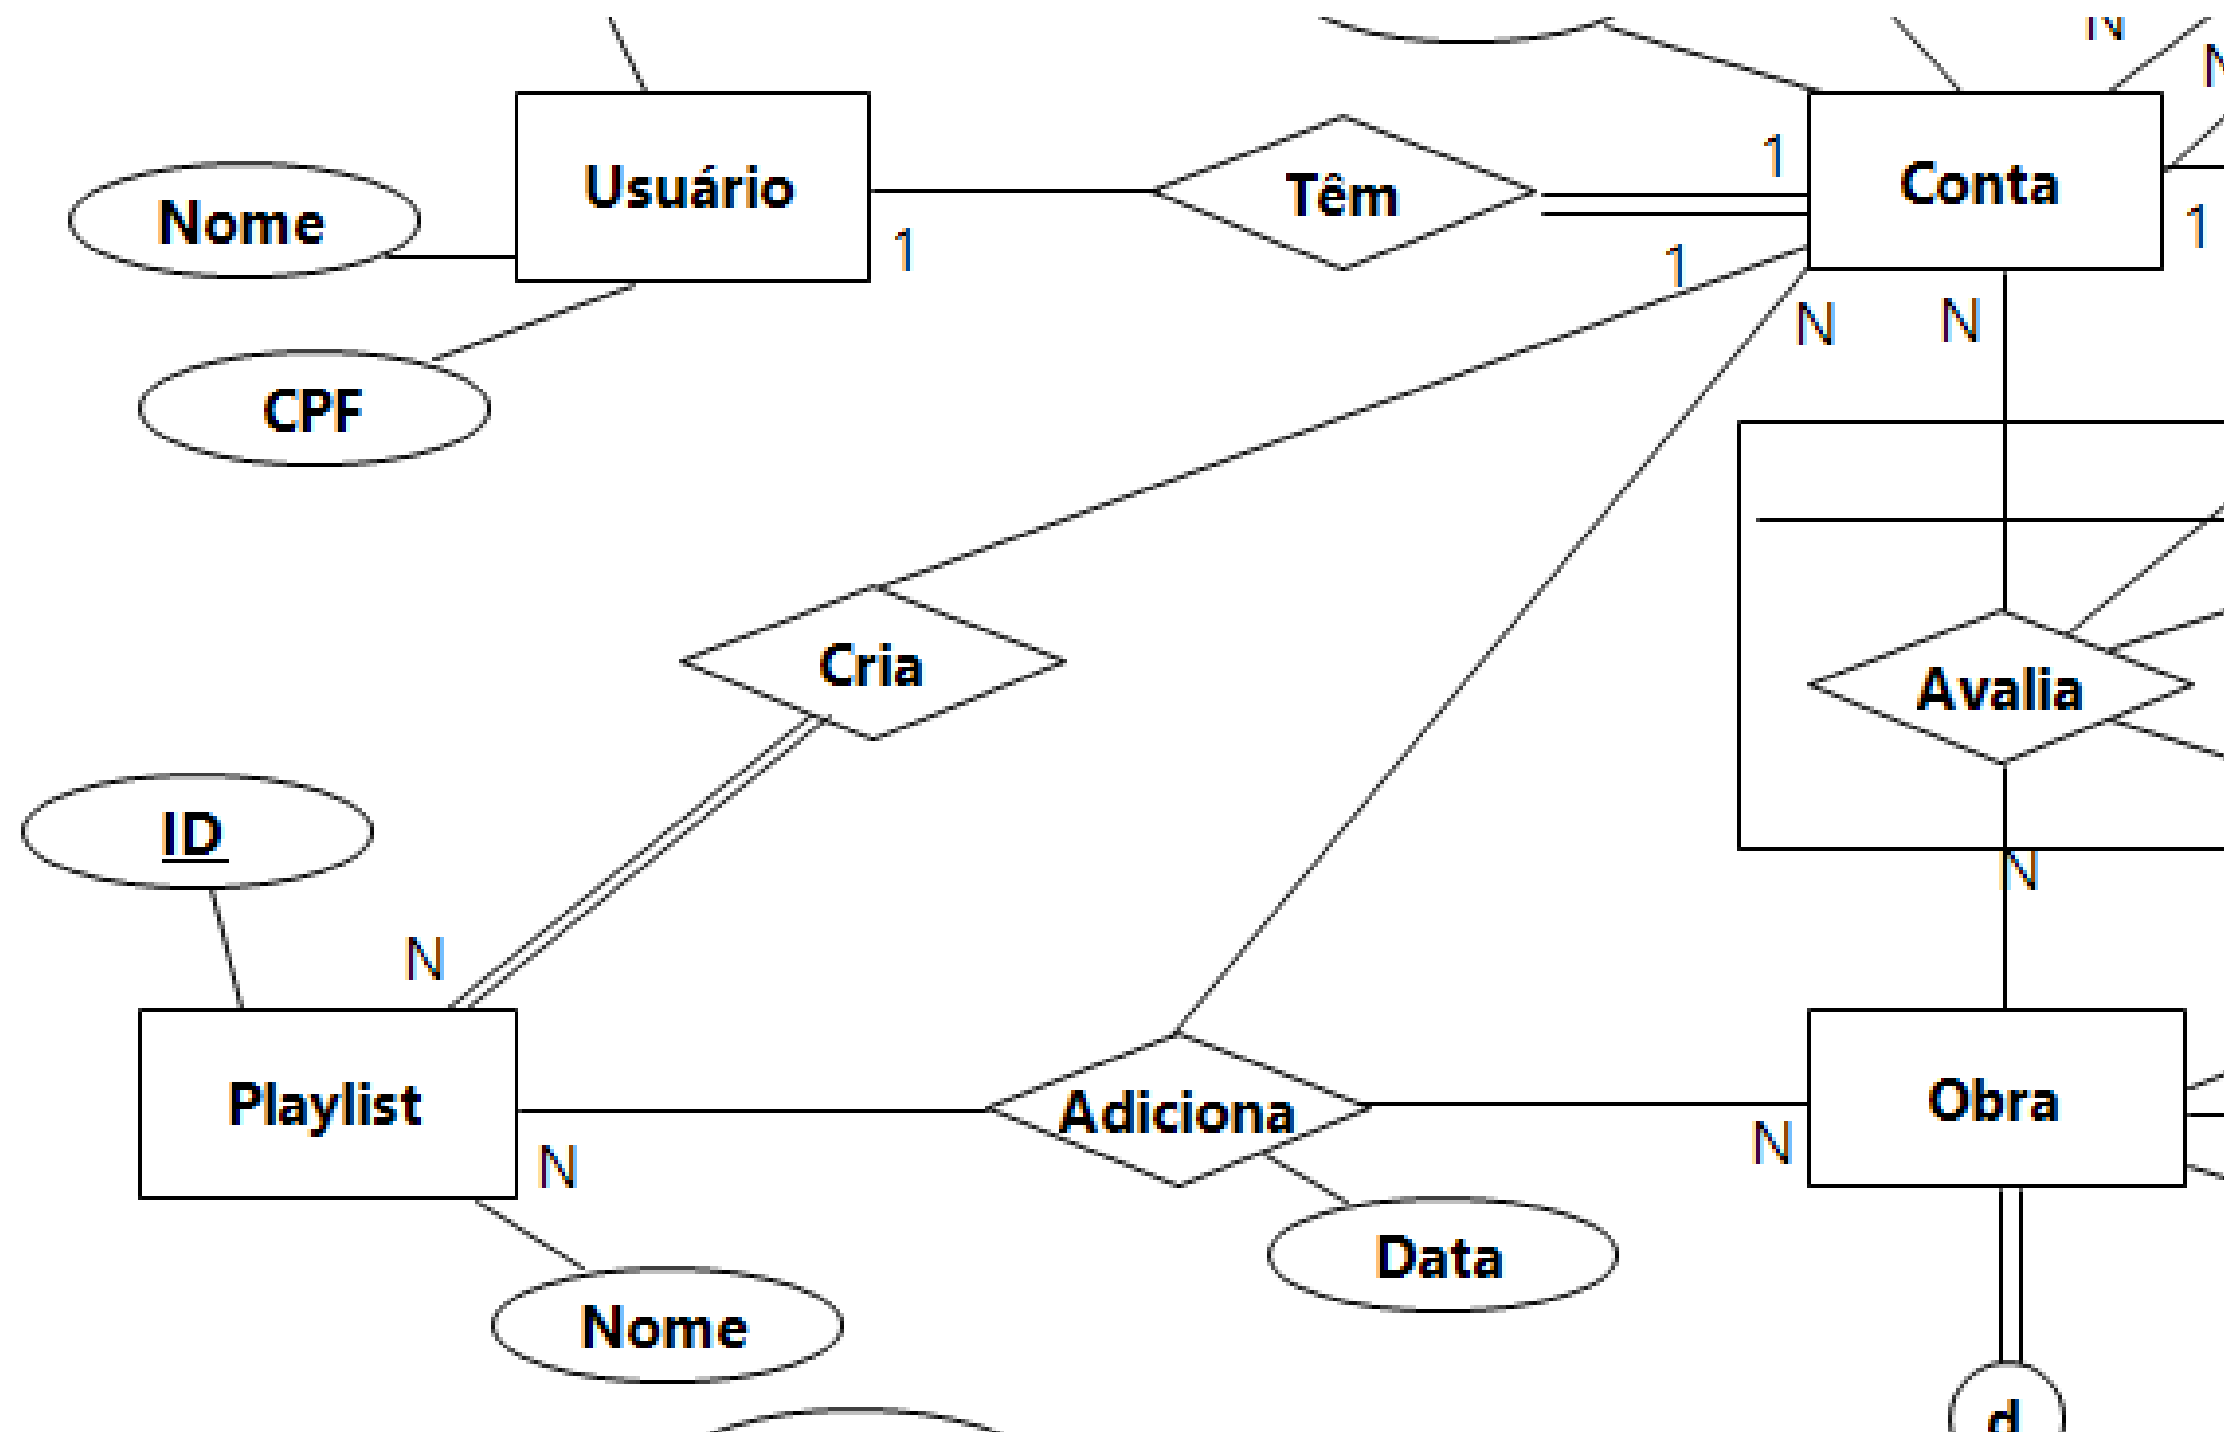 N
N
Usuário
Nome
1
Têm
1
Conta
1
1
CPF
N
N
Cria
Avalia
ID
N
N
Playlist
N
Adiciona
N
Obra
Data
Nome
d